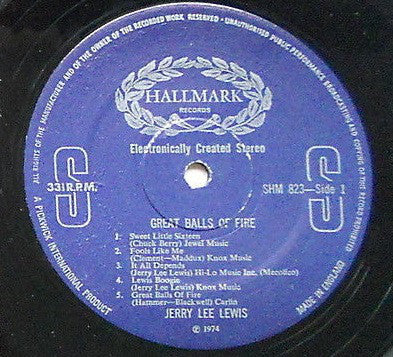 ALL RIGHTS OF THE MANUFACTURER AND OF THE OWNER OF THE RECORDED WORK RESERVED · UNAUTHORISED PUBLIC PERFORMANCE BROADCASTING AND COPYING OF THIS RECORD PROHIBITED
HALLMARK
RECORDS
Electronically Created Stereo
S
S
33⅓ R.P.M.
SHM 823—Side 1
GREAT BALLS OF FIRE
1. Sweet Little Sixteen
(Chuck Berry) Jewel Music
2. Fools Like Me
(Clement—Maddux) Knox Music
3. It All Depends
(Jerry Lee Lewis) Hi-Lo Music Inc. (Mecolico)
4. Lewis Boogie
(Jerry Lee Lewis) Knox Music
5. Great Balls Of Fire
(Hammer—Blackwell) Carlin
JERRY LEE LEWIS
℗ 1974
A PICKWICK INTERNATIONAL PRODUCT
MADE IN ENGLAND